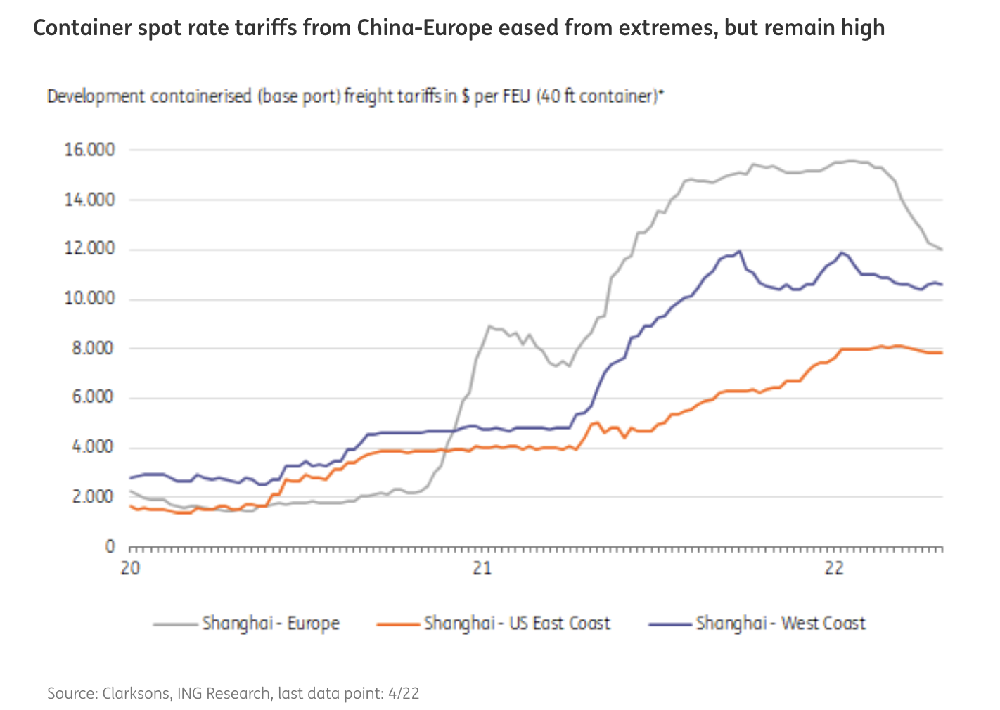 Container spot rate tariffs from China-Europe eased from extremes, but remain high
Development containerised (base port) freight tariffs in $ per FEU (40 ft container)*
16.000
14.000
12.000
10.000
8.000
6.000
4.000
2.000
0
20 21 22
Shanghai - Europe Shanghai - US East Coast Shanghai - West Coast
Source: Clarksons, ING Research, last data point: 4/22